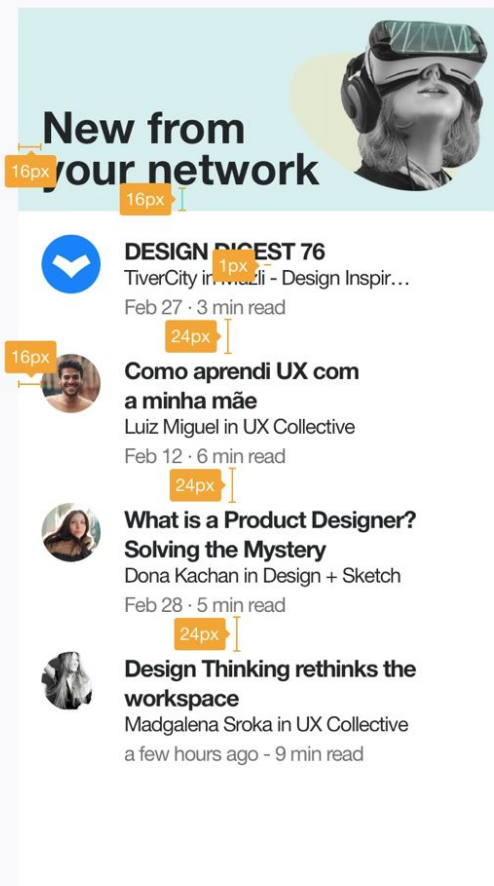 New from
16px
your network
16px
DESIGN DIGEST 76
1px
TiverCity in Muzli - Design Inspir…
Feb 27 · 3 min read
24px
16px
Como aprendi UX com
a minha mãe
Luiz Miguel in UX Collective
Feb 12 · 6 min read
24px
What is a Product Designer?
Solving the Mystery
Dona Kachan in Design + Sketch
Feb 28 · 5 min read
24px
Design Thinking rethinks the
workspace
Madgalena Sroka in UX Collective
a few hours ago - 9 min read